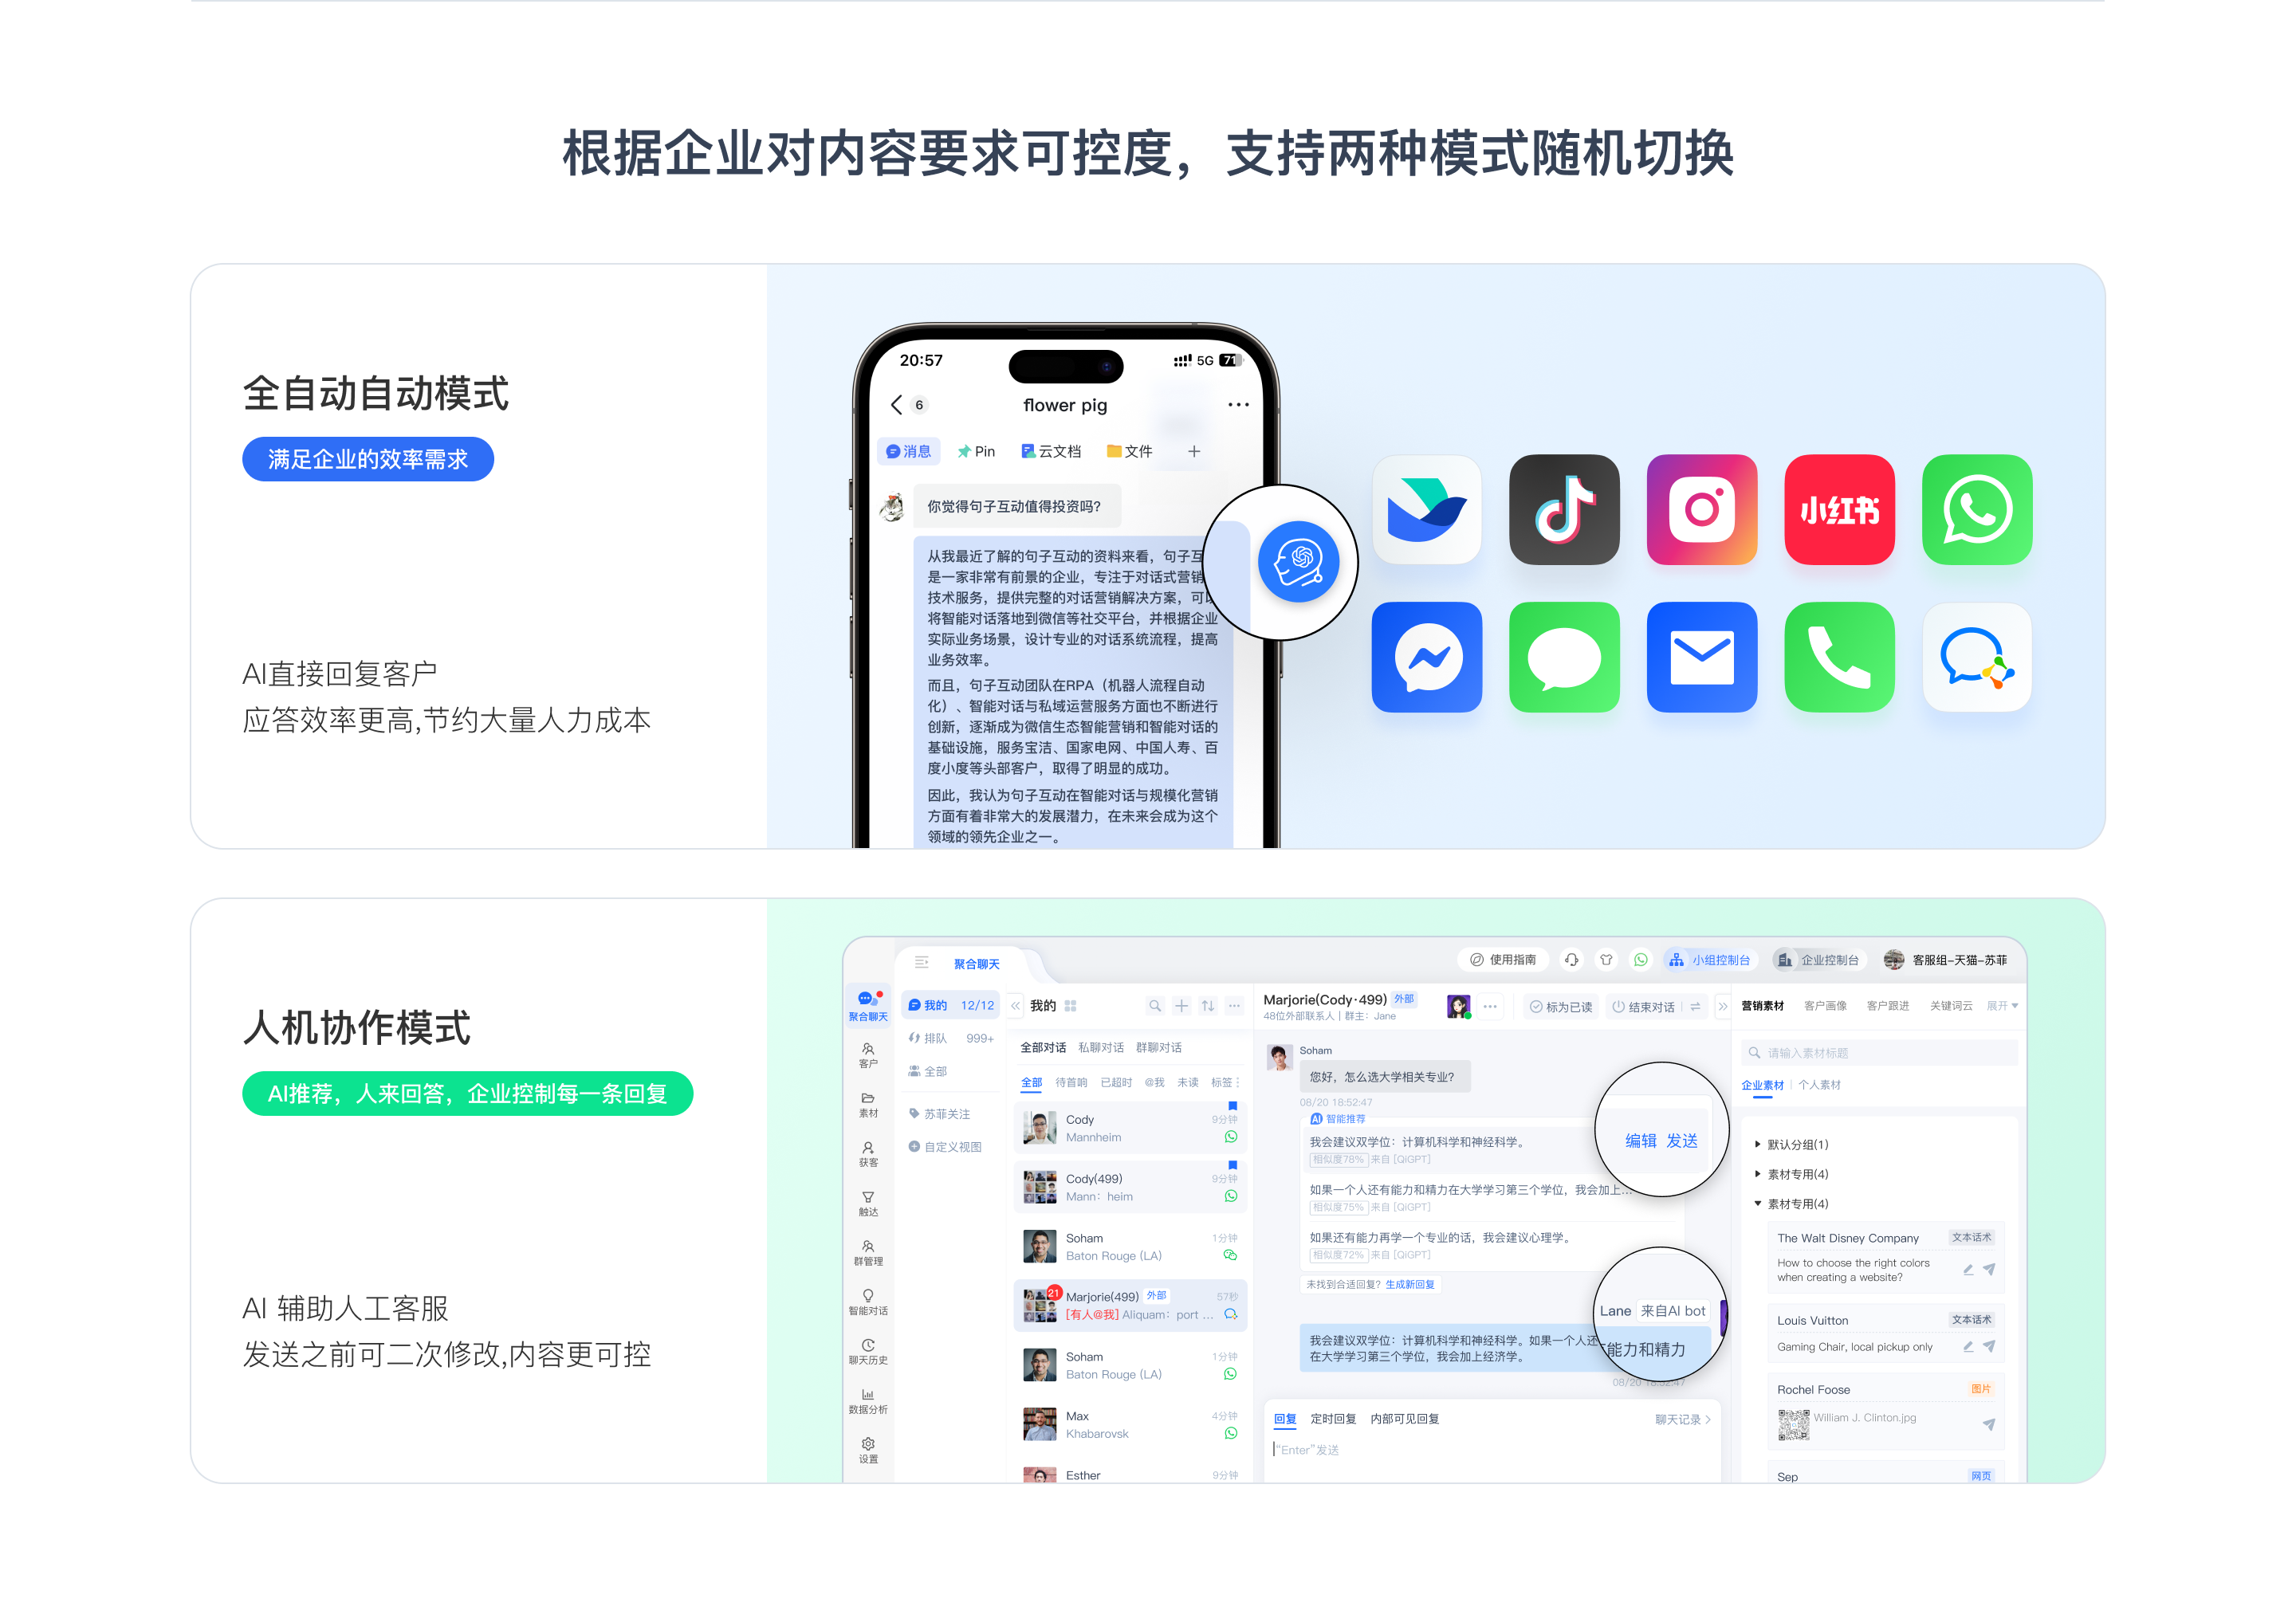 根据企业对内容要求可控度，支持两种模式随机切换
全自动自动模式
满足企业的效率需求
AI直接回复客户
应答效率更高,节约大量人力成本
20:57
5G
71
6
flower pig
消息
Pin
云文档
文件
你觉得句子互动值得投资吗？
从我最近了解的句子互动的资料来看，句子互
是一家非常有前景的企业，专注于对话式营销
技术服务，提供完整的对话营销解决方案，可以
将智能对话落地到微信等社交平台，并根据企业
实际业务场景，设计专业的对话系统流程，提高
业务效率。
而且，句子互动团队在RPA（机器人流程自动
化）、智能对话与私域运营服务方面也不断进行
创新，逐渐成为微信生态智能营销和智能对话的
基础设施，服务宝洁、国家电网、中国人寿、百
度小度等头部客户，取得了明显的成功。
因此，我认为句子互动在智能对话与规模化营销
方面有着非常大的发展潜力，在未来会成为这个
领域的领先企业之一。
小红书
人机协作模式
AI推荐，人来回答，企业控制每一条回复
AI 辅助人工客服
发送之前可二次修改,内容更可控
聚合聊天
使用指南
小组控制台
企业控制台
客服组–天猫–苏菲
聚合聊天
客户
素材
获客
触达
群管理
智能对话
聊天历史
数据分析
设置
我的 12/12
排队 999+
全部
苏菲关注
自定义视图
我的
全部对话 私聊对话 群聊对话
全部 待首响 已超时 @我 未读 标签
Cody 9分钟
Mannheim
Cody(499) 9分钟
Mann：heim
Soham 1分钟
Baton Rouge (LA)
21
Marjorie(499) 外部 57秒
[有人@我] Aliquam：port ...
Soham 1分钟
Baton Rouge (LA)
Max 4分钟
Khabarovsk
Esther 9分钟
Marjorie(Cody·499) 外部
48位外部联系人 | 群主：Jane
标为已读
结束对话
Soham
您好，怎么选大学相关专业？
08/20 18:52:47
AI 智能推荐
我会建议双学位：计算机科学和神经科学。
相似度78% 来自 [QiGPT]
如果一个人还有能力和精力在大学学习第三个学位，我会加上...
相似度75% 来自 [QiGPT]
如果还有能力再学一个专业的话，我会建议心理学。
相似度72% 来自 [QiGPT]
未找到合适回复？ 生成新回复
编辑 发送
Lane 来自AI bot
能力和精力
我会建议双学位：计算机科学和神经科学。如果一个人还
在大学学习第三个学位，我会加上经济学。
08/20 18:52:47
回复 定时回复 内部可见回复
聊天记录
“Enter”发送
营销素材 客户画像 客户跟进 关键词云 展开
请输入素材标题
企业素材 | 个人素材
默认分组(1)
素材专用(4)
素材专用(4)
The Walt Disney Company 文本话术
How to choose the right colors
when creating a website?
Louis Vuitton 文本话术
Gaming Chair, local pickup only
Rochel Foose 图片
William J. Clinton.jpg
Sep 网页